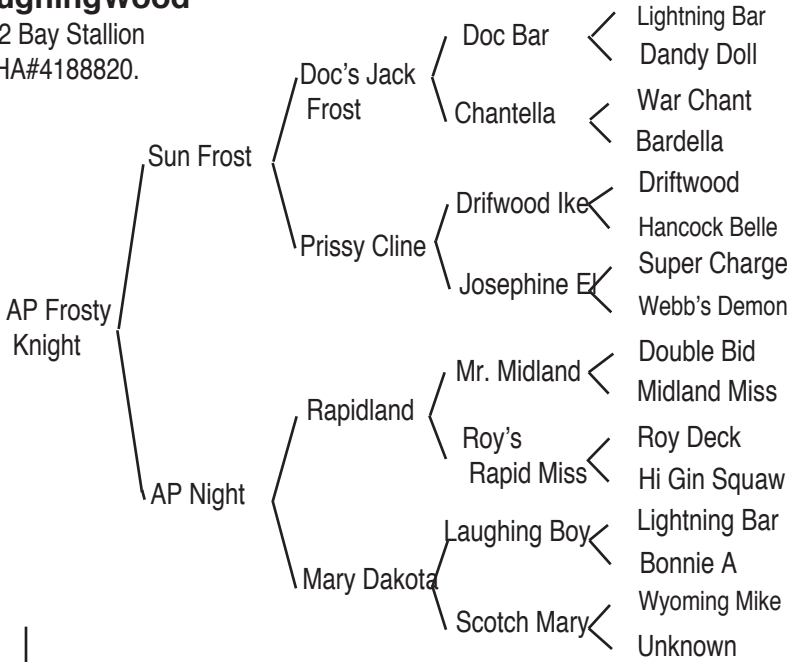 2 Bay Stallion
HA#4188820.
AP Frosty
Knight
Sun Frost
AP Night
Doc's Jack
Frost
Prissy Cline
Rapidland
Mary Dakota
Doc Bar
Chantella
Drifwood Ike
Josephine El
Mr. Midland
Roy's
Rapid Miss
Laughing Boy
Scotch Mary
Lightning Bar
Dandy Doll
War Chant
Bardella
Driftwood
Hancock Belle
Super Charge
Webb's Demon
Double Bid
Midland Miss
Roy Deck
Hi Gin Squaw
Lightning Bar
Bonnie A
Wyoming Mike
Unknown